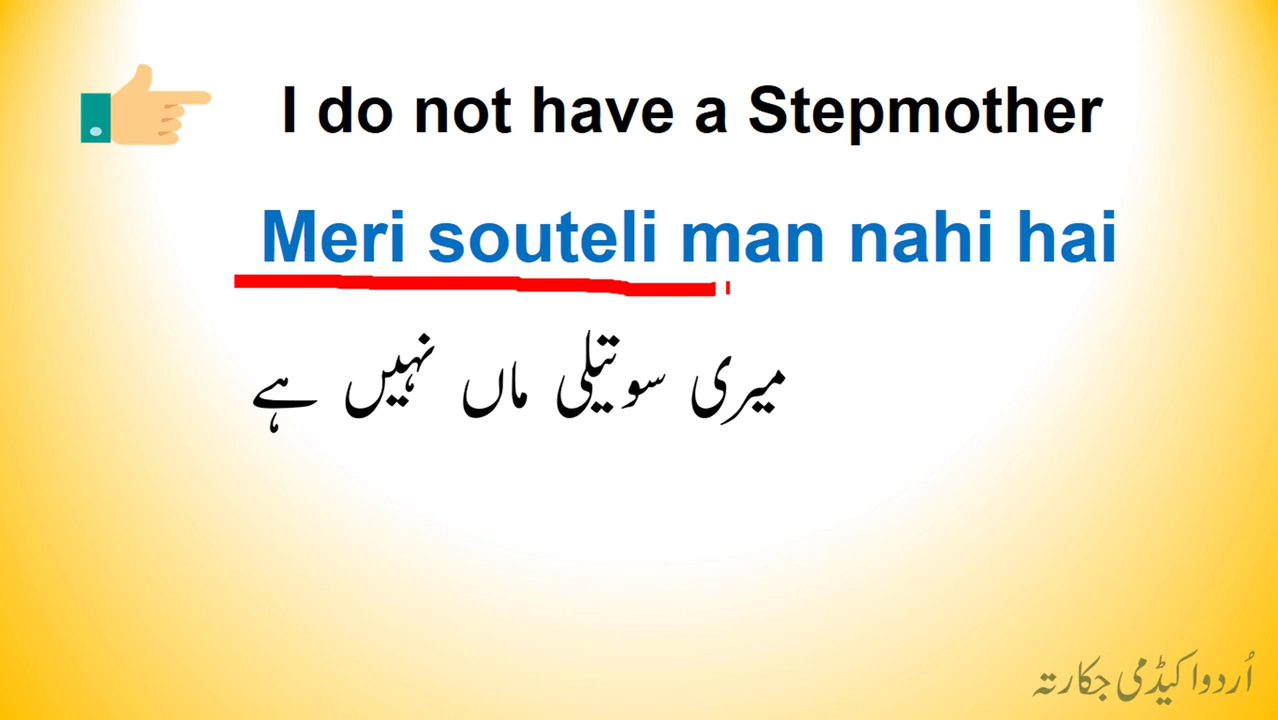 I do not have a Stepmother
Meri souteli man nahi hai
میری سوتیلی ماں نہیں ہے
اُردو اکیڈمی جکارتہ